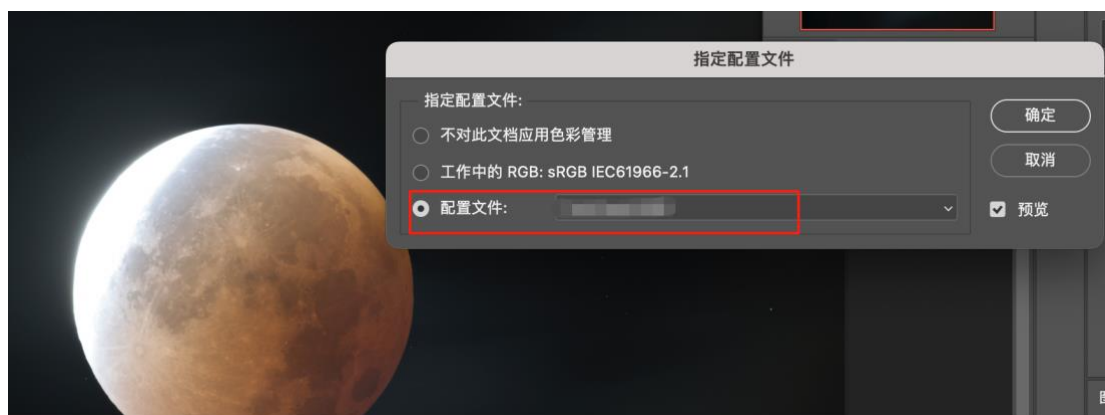 指定配置文件
指定配置文件:
不对此文档应用色彩管理
工作中的 RGB: sRGB IEC61966-2.1
配置文件:
确定
取消
预览